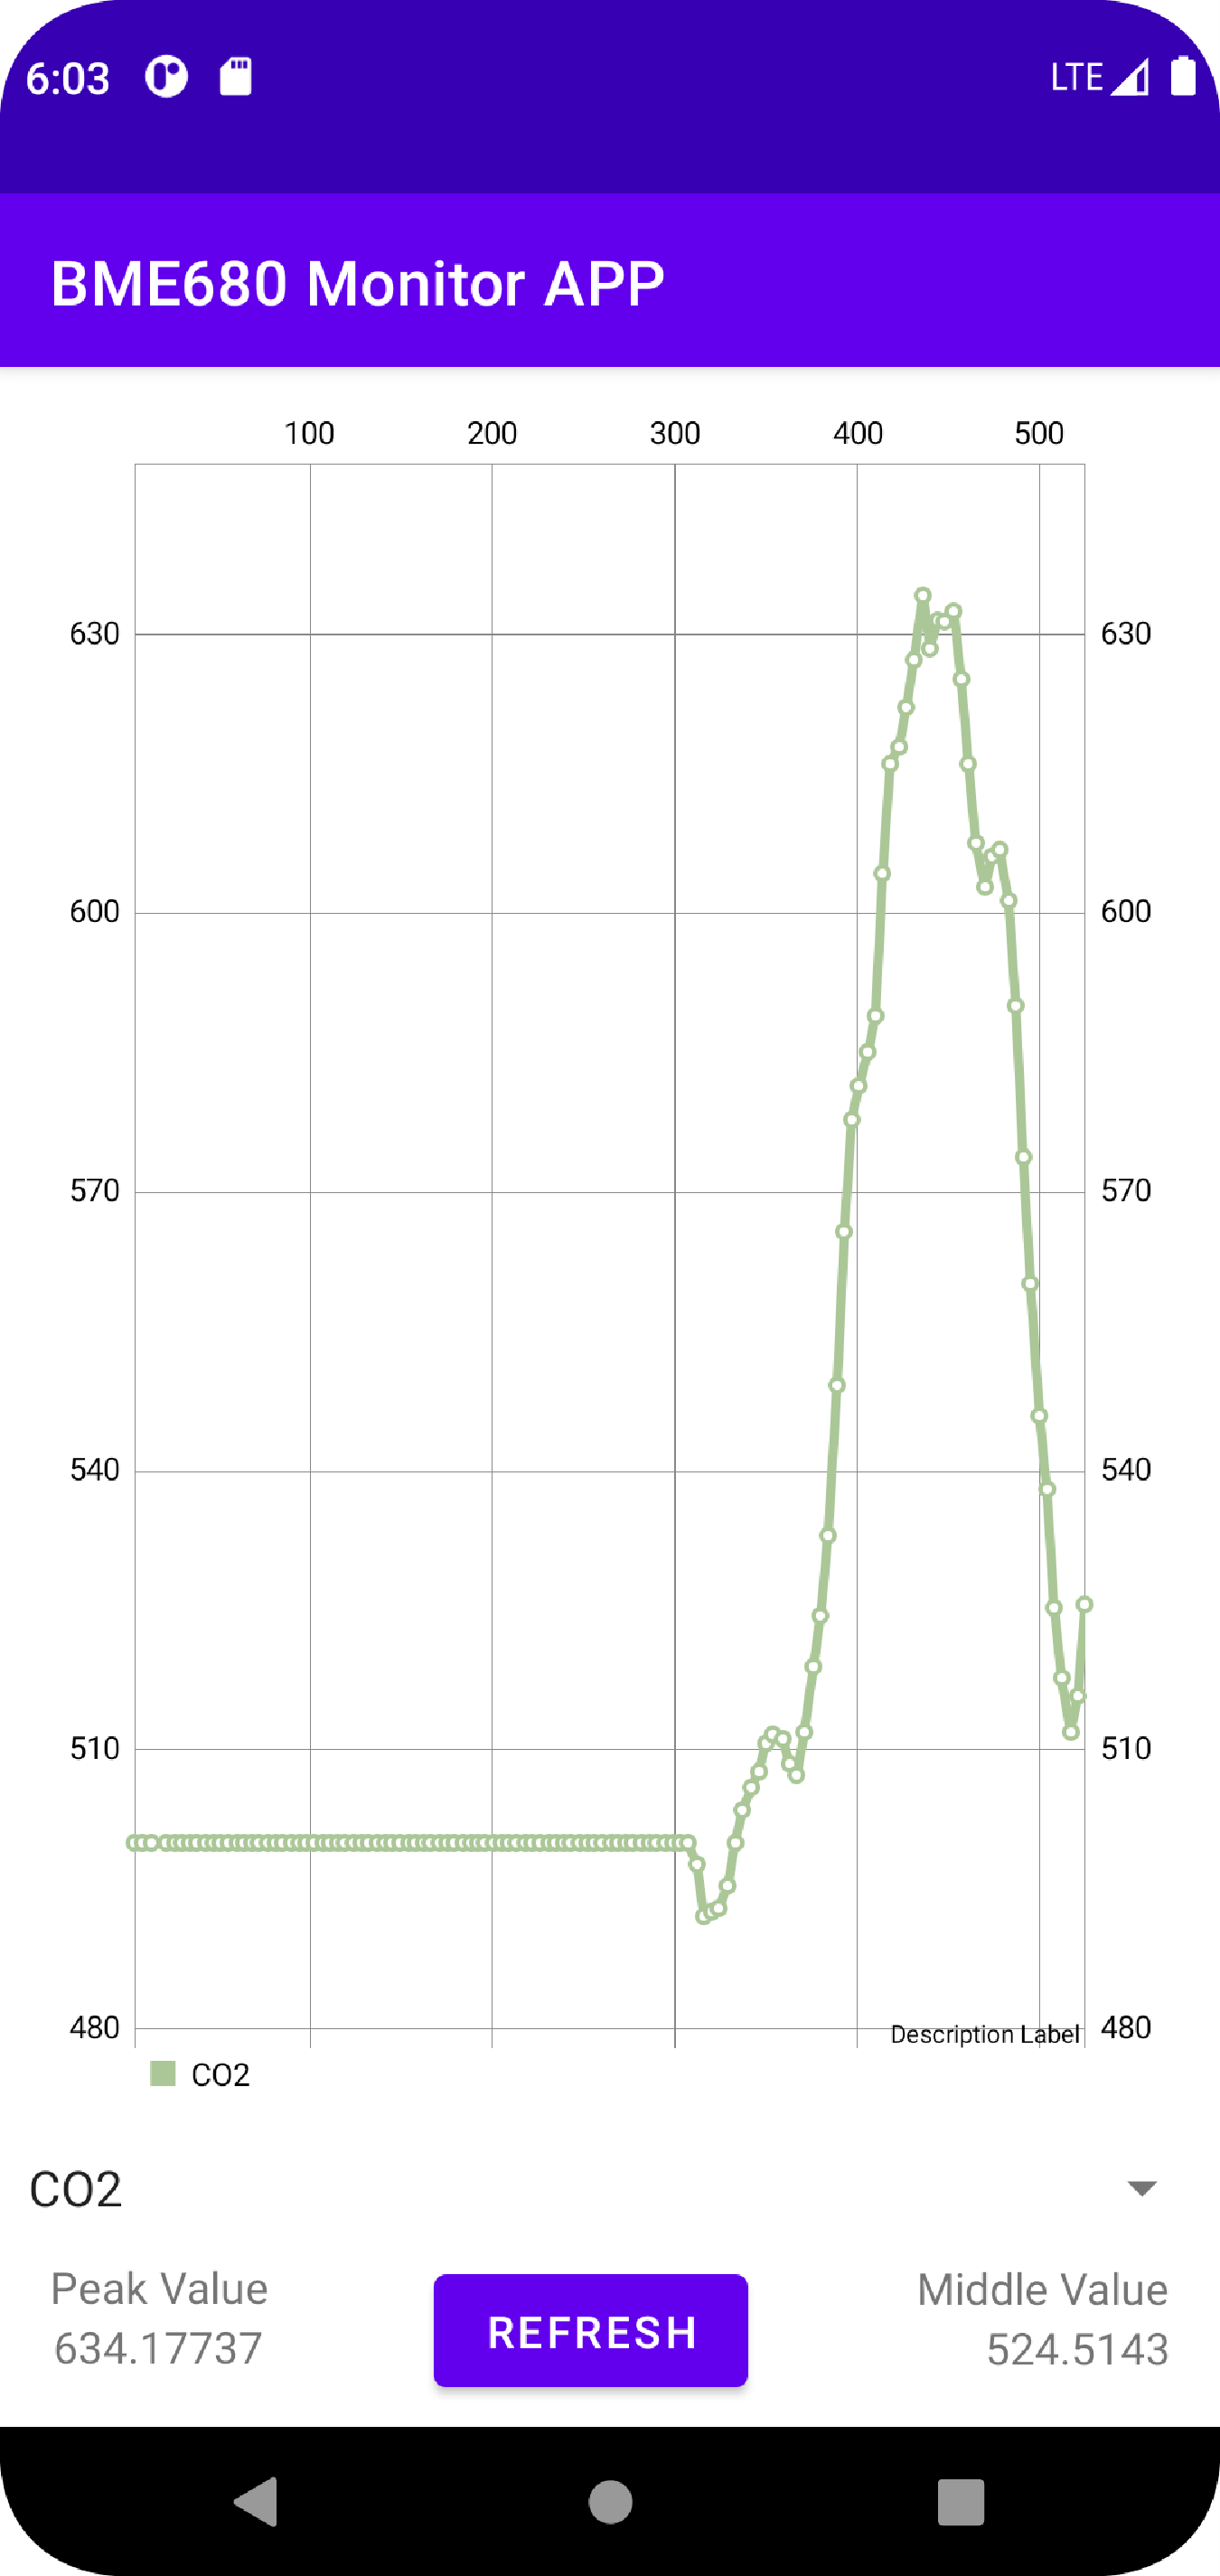 6:03 LTE
BME680 Monitor APP
100 200 300 400 500
630 630
600 600
570 570
540 540
510 510
480 Description Label 480
CO2
CO2
Peak Value Middle Value
REFRESH
634.17737 524.5143